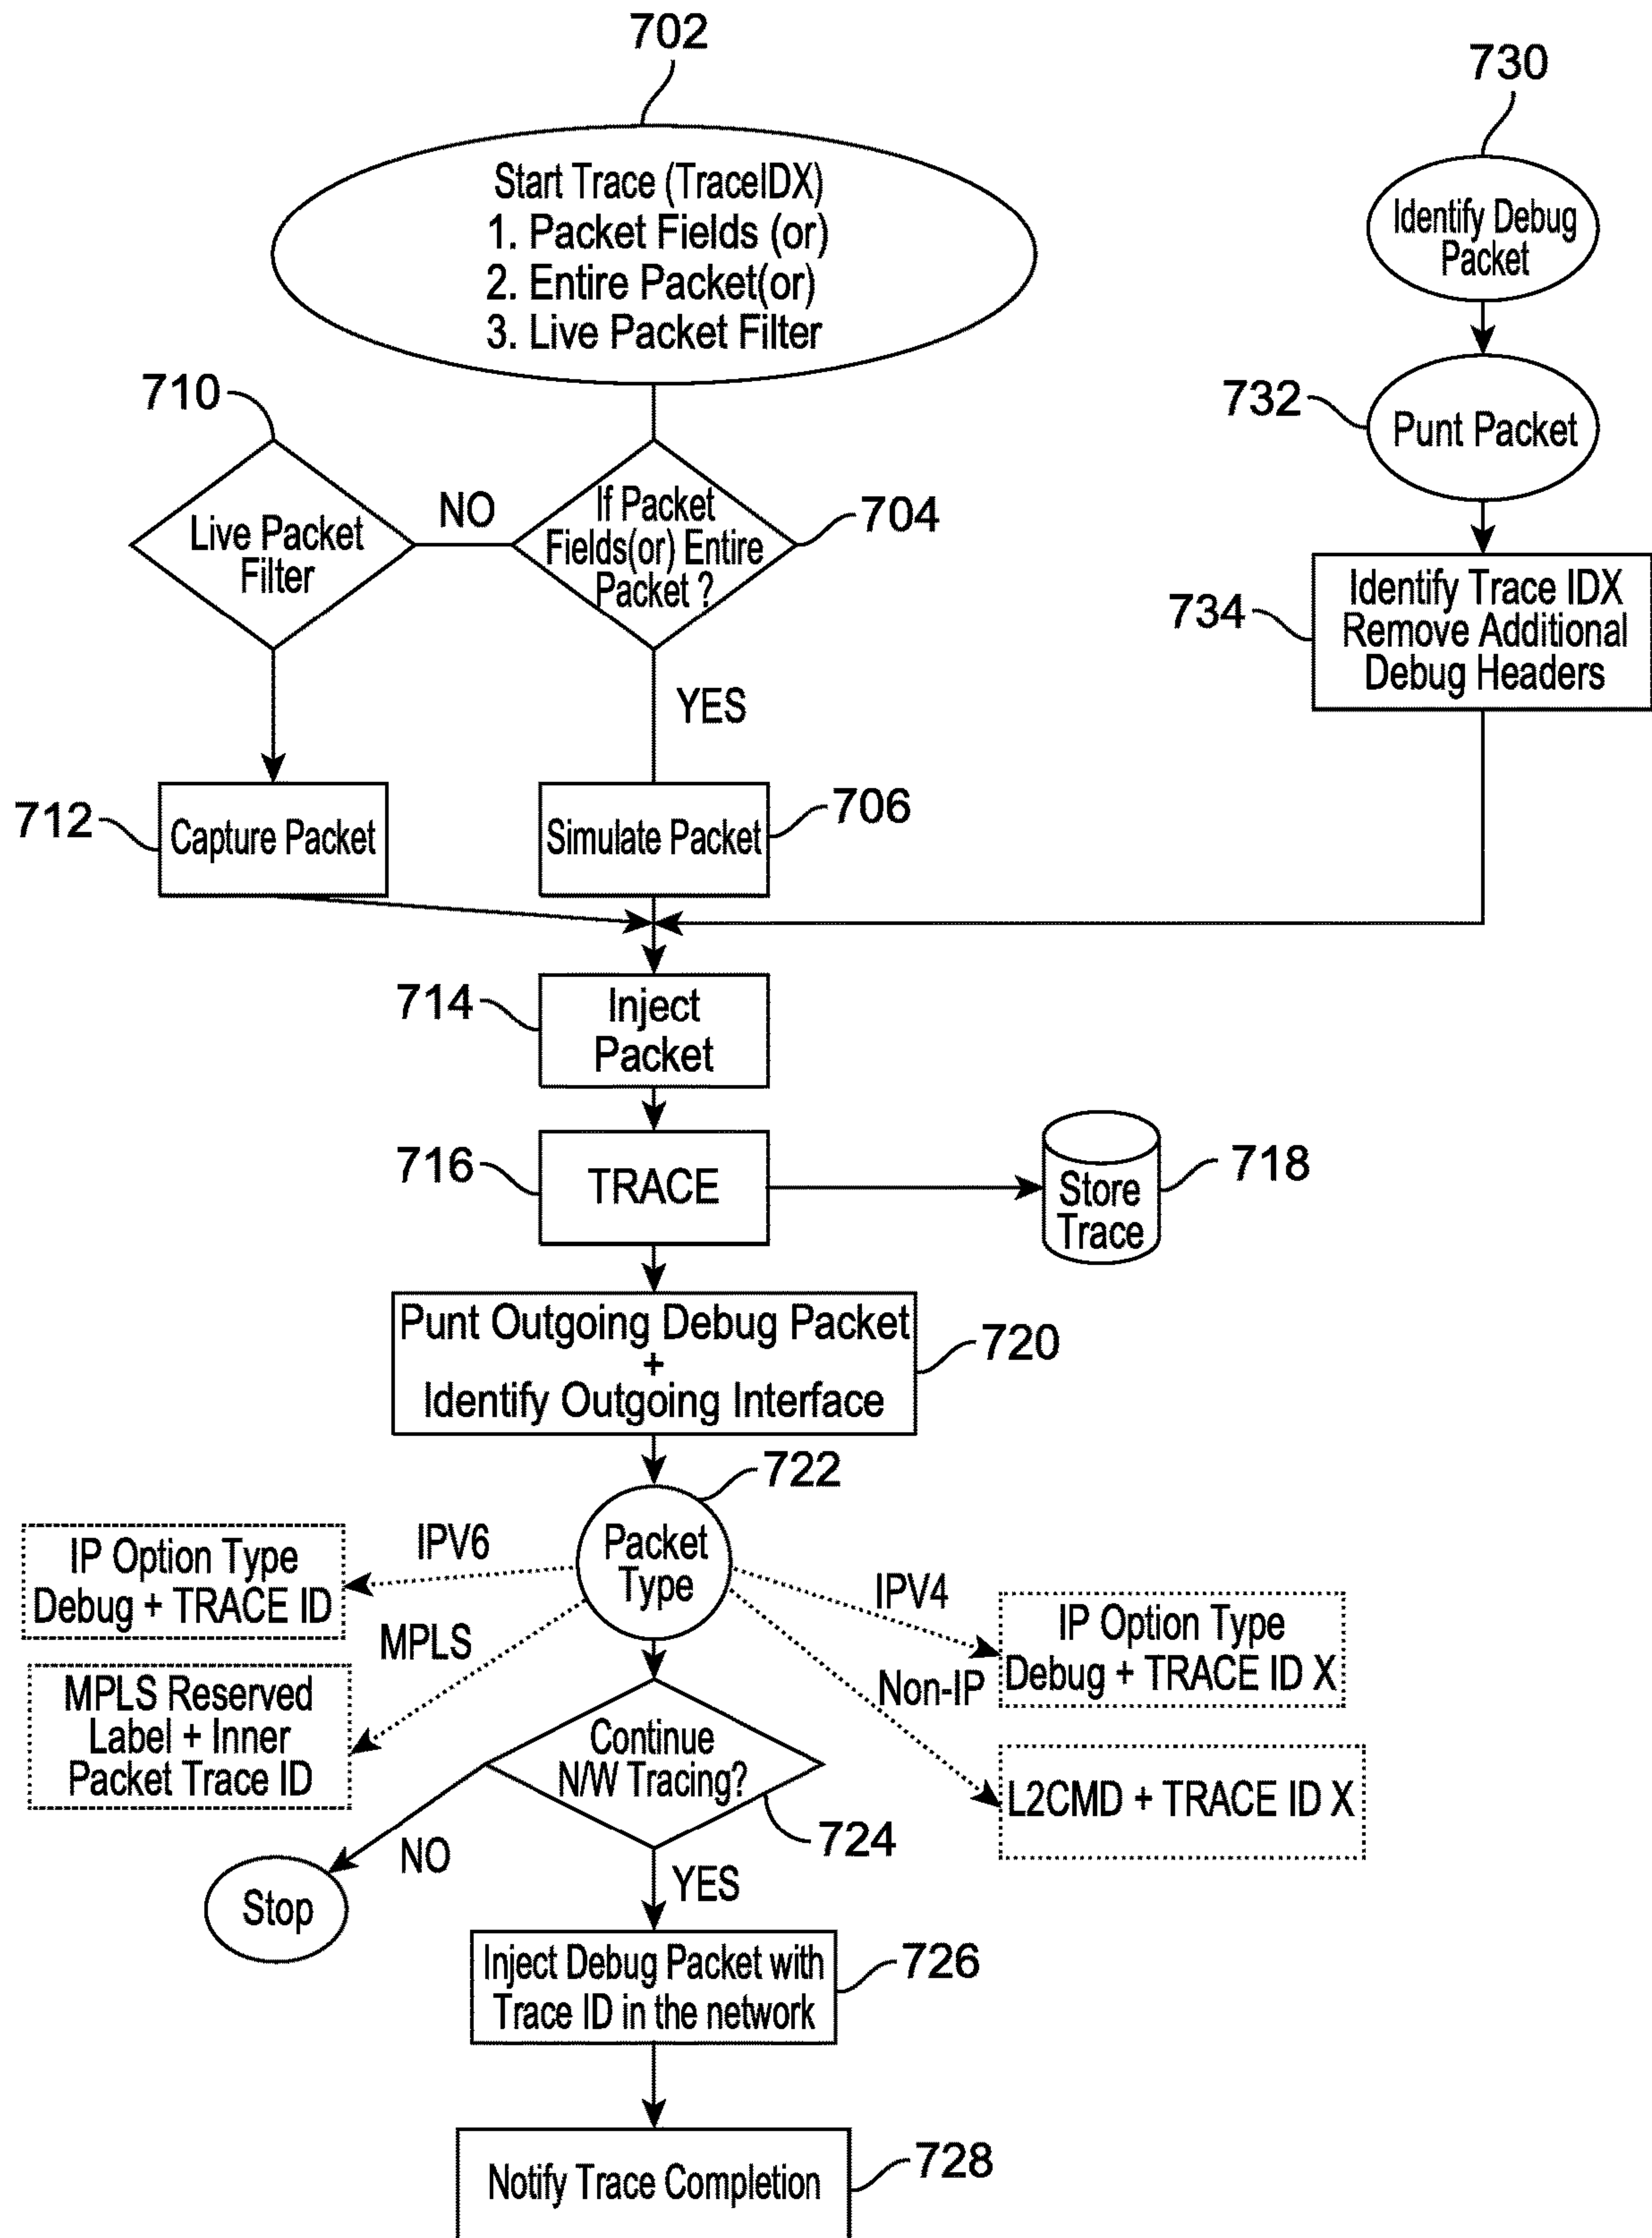 702
Start Trace (TraceIDX)
1. Packet Fields (or)
2. Entire Packet(or)
3. Live Packet Filter
730
Identify Debug
Packet
732
Punt Packet
734
Identify Trace IDX
Remove Additional
Debug Headers
710
Live Packet
Filter
NO
If Packet
Fields(or) Entire
Packet ?
704
YES
712
Capture Packet
Simulate Packet
706
714
Inject
Packet
716
TRACE
Store
Trace
718
Punt Outgoing Debug Packet
+
Identify Outgoing Interface
720
722
Packet
Type
IPV6
IP Option Type
Debug + TRACE ID
MPLS
MPLS Reserved
Label + Inner
Packet Trace ID
IPV4
IP Option Type
Debug + TRACE ID X
Non-IP
L2CMD + TRACE ID X
Continue
N/W Tracing?
724
NO
Stop
YES
Inject Debug Packet with
Trace ID in the network
726
Notify Trace Completion
728